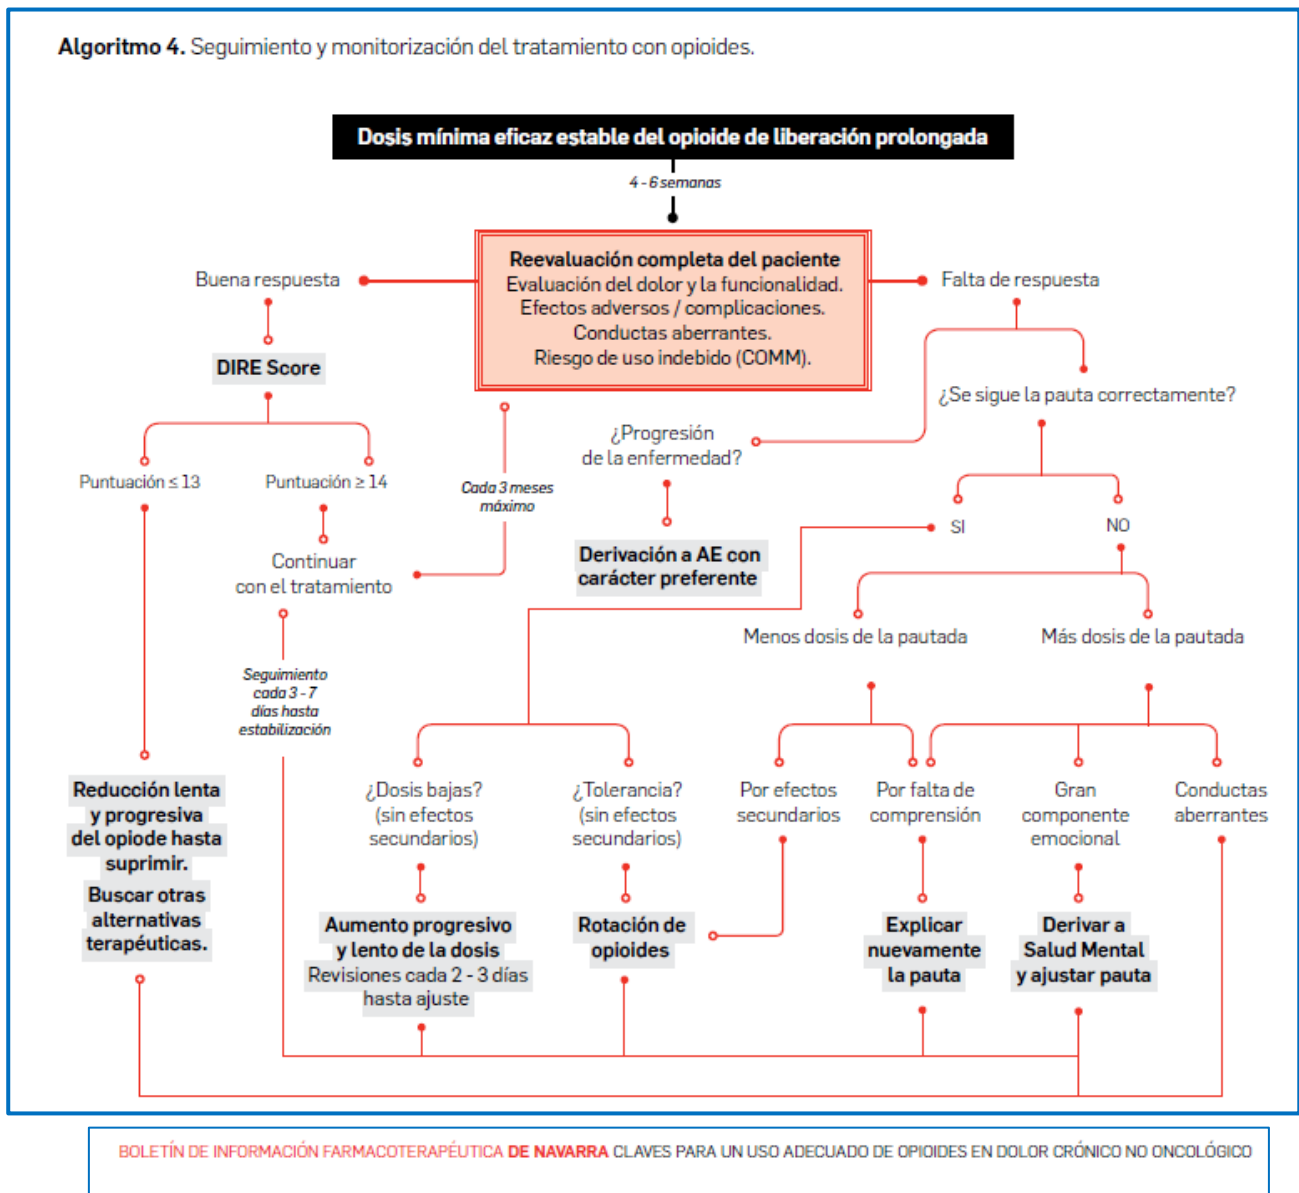 Algoritmo 4. Seguimiento y monitorización del tratamiento con opioides.
Dosis mínima eficaz estable del opioide de liberación prolongada
4 - 6 semanas
Reevaluación completa del paciente
Evaluación del dolor y la funcionalidad.
Efectos adversos / complicaciones.
Conductas aberrantes.
Riesgo de uso indebido (COMM).
Buena respuesta
Falta de respuesta
DIRE Score
¿Se sigue la pauta correctamente?
¿Progresión
de la enfermedad?
Puntuación ≤ 13
Puntuación ≥ 14
Cada 3 meses
máximo
SI
NO
Derivación a AE con
carácter preferente
Continuar
con el tratamiento
Menos dosis de la pautada
Más dosis de la pautada
Seguimiento
cada 3 - 7
días hasta
estabilización
Reducción lenta
y progresiva
del opiode hasta
suprimir.
Buscar otras
alternativas
terapéuticas.
¿Dosis bajas?
(sin efectos
secundarios)
¿Tolerancia?
(sin efectos
secundarios)
Por efectos
secundarios
Por falta de
comprensión
Gran
componente
emocional
Conductas
aberrantes
Aumento progresivo
y lento de la dosis
Revisiones cada 2 - 3 días
hasta ajuste
Rotación de
opioides
Explicar
nuevamente
la pauta
Derivar a
Salud Mental
y ajustar pauta
BOLETÍN DE INFORMACIÓN FARMACOTERAPÉUTICA DE NAVARRA CLAVES PARA UN USO ADECUADO DE OPIOIDES EN DOLOR CRÓNICO NO ONCOLÓGICO